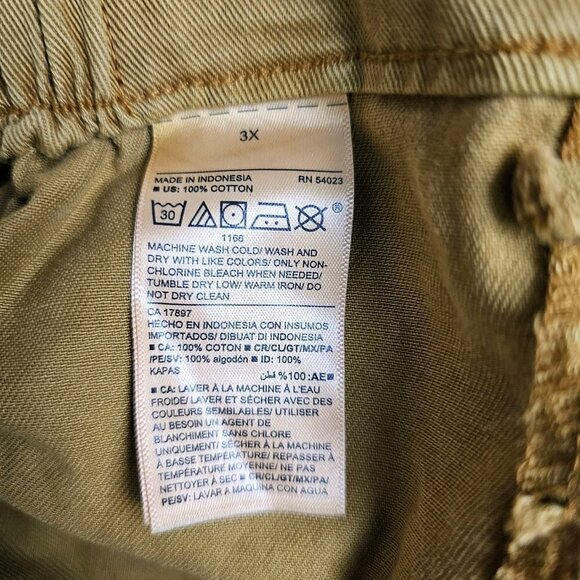 3X
MADE IN INDONESIA RN 54023
■ US: 100% COTTON
30
®
1166
MACHINE WASH COLD/ WASH AND
DRY WITH LIKE COLORS/ ONLY NON-
CHLORINE BLEACH WHEN NEEDED/
TUMBLE DRY LOW/ WARM IRON/ DO
NOT DRY CLEAN
CA 17897
HECHO EN INDONESIA CON INSUMOS
IMPORTADOS/ DIBUAT DI INDONESIA
■ CA: 100% COTTON ■ CR/CL/GT/MX/PA
/PE/SV: 100% algodón ■ ID: 100%
KAPAS
■ AE: 100% قطن
■ CA: LAVER À LA MACHINE À L'EAU
FROIDE/ LAVER ET SÉCHER AVEC DES
COULEURS SEMBLABLES/ UTILISER
AU BESOIN UN AGENT DE
BLANCHIMENT SANS CHLORE
UNIQUEMENT/ SÉCHER À LA MACHINE
À BASSE TEMPÉRATURE/ REPASSER À
TEMPÉRATURE MOYENNE/ NE PAS
NETTOYER À SEC ■ CR/CL/GT/MX/PA/
PE/SV: LAVAR A MAQUINA CON AGUA